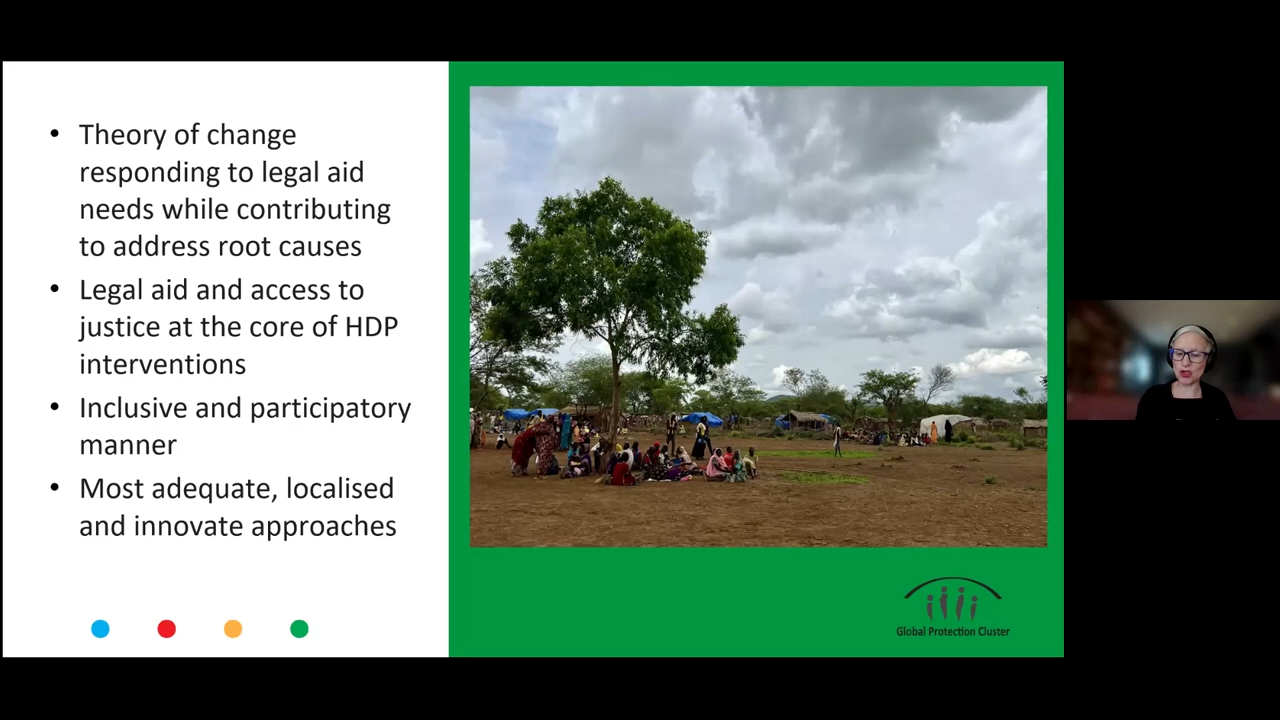 • Theory of change
responding to legal aid
needs while contributing
to address root causes
• Legal aid and access to
justice at the core of HDP
interventions
• Inclusive and participatory
manner
• Most adequate, localised
and innovate approaches
Global Protection Cluster